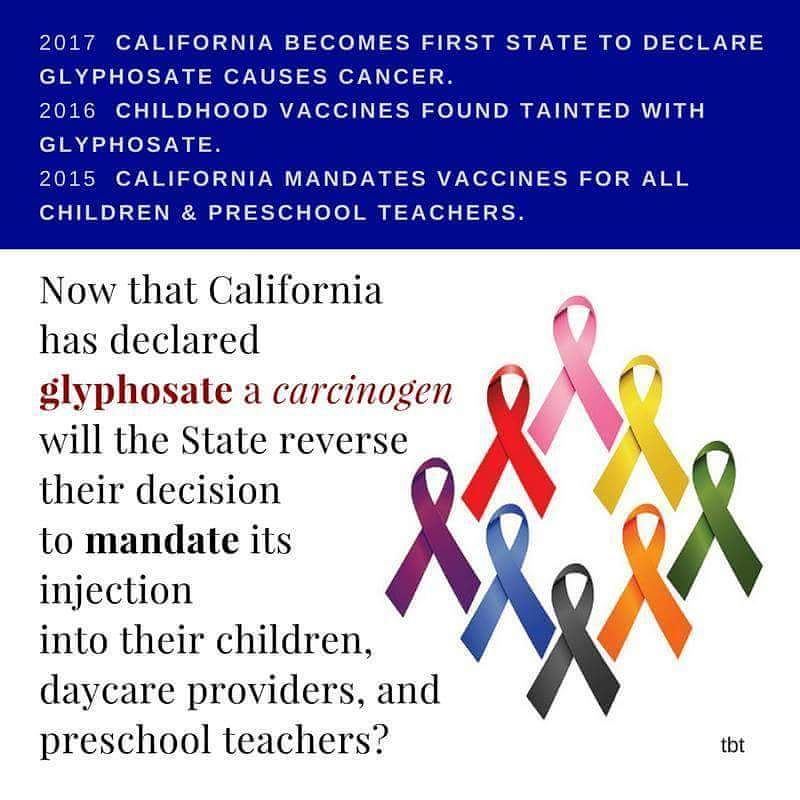 2017 CALIFORNIA BECOMES FIRST STATE TO DECLARE
GLYPHOSATE CAUSES CANCER.
2016 CHILDHOOD VACCINES FOUND TAINTED WITH
GLYPHOSATE.
2015 CALIFORNIA MANDATES VACCINES FOR ALL
CHILDREN & PRESCHOOL TEACHERS.
Now that California
has declared
glyphosate a carcinogen
will the State reverse
their decision
to mandate its
injection
into their children,
daycare providers, and
preschool teachers?
tbt